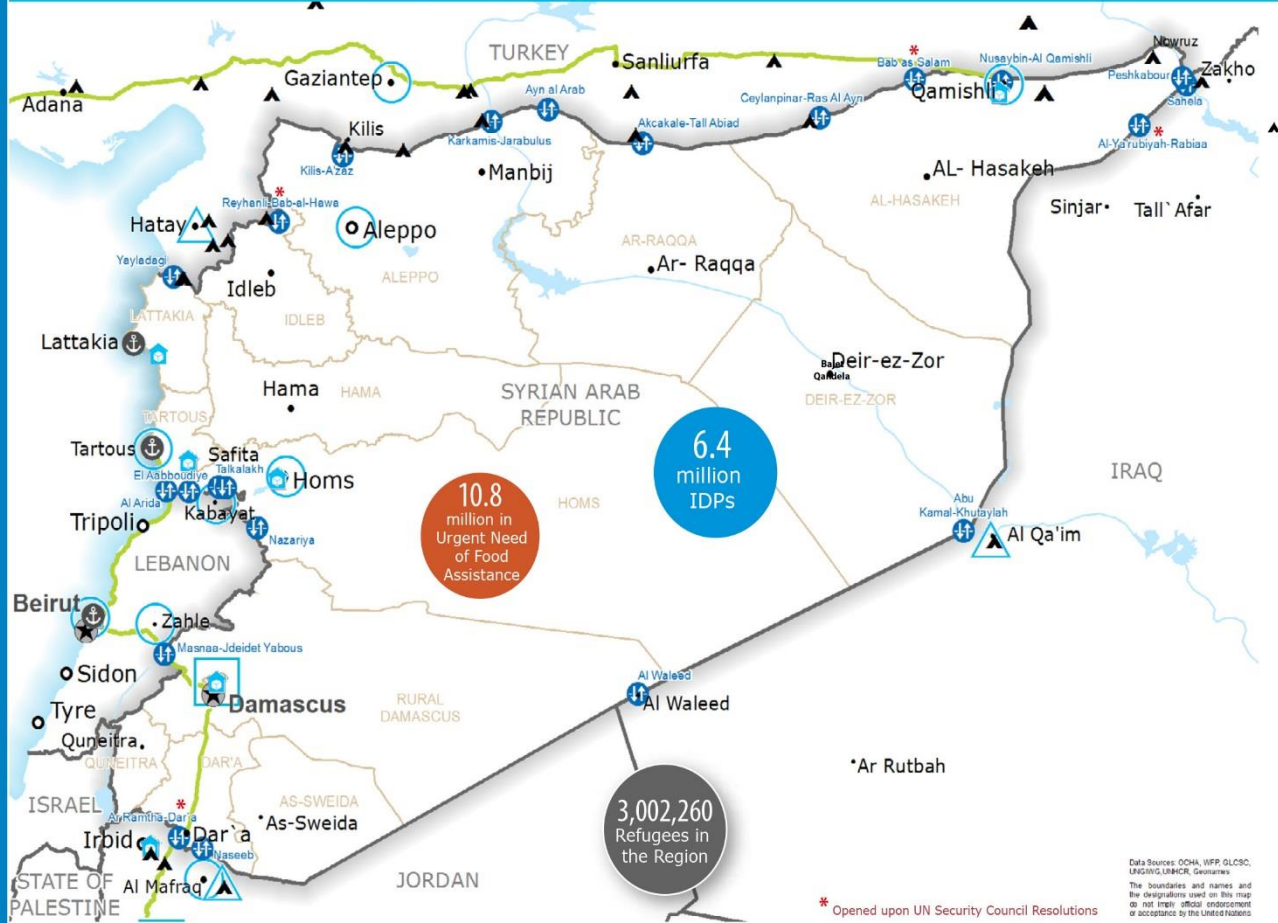 TURKEY
Nowruz
Gaziantep
Sanliurfa
Bab as Salam
Nusaybin-Al Qamishli
Peshkabour
Zakho
Adana
Ayn al Arab
Qamishli
Sahela
Ceylanpinar-Ras Al Ayn
Kilis
Karkamis-Jarabulus
Akcakale-Tall Abiad
Al-Ya'rubiyah-Rabiaa
Kilis-A'zaz
Manbij
AL- Hasakeh
Reyhanli-Bab-al-Hawa
AL-HASAKEH
Sinjar
Tall`Afar
Hatay
Aleppo
AR-RAQQA
Yayladagi
Ar- Raqqa
Idleb
ALEPPO
LATTAKIA
IDLEB
Lattakia
Deir-ez-Zor
Bajet
Qandela
Hama
HAMA
SYRIAN ARAB
REPUBLIC
DEIR-EZ-ZOR
TARTOUS
Tartous
Safita
6.4
million
IDPs
El Aabboudiye
Talkalakh
Homs
IRAQ
Al Arida
Kabayat
10.8
million in
Urgent Need
of Food
Assistance
HOMS
Abu
Kamal-Khutaylah
Tripoli
Nazariya
Al Qa'im
LEBANON
Beirut
Zahle
Masnaa-Jdeidet Yabous
Sidon
Al Waleed
Damascus
RURAL
DAMASCUS
Al Waleed
Tyre
Quneitra
QUNEITRA
DAR'A
Ar Rutbah
ISRAEL
AS-SWEIDA
3,002,260
Refugees in
the Region
Ar Ramtha-Dar'a
As-Sweida
Irbid
Dar`a
Naseeb
STATE OF
PALESTINE
Al Mafraq
JORDAN
Data Sources: OCHA, WFP, GLCSC,
UNGIWG,UNHCR, Geonames
The boundaries and names and
the designations used on this map
do not imply official endorsement
or acceptance by the United Nations
* Opened upon UN Security Council Resolutions